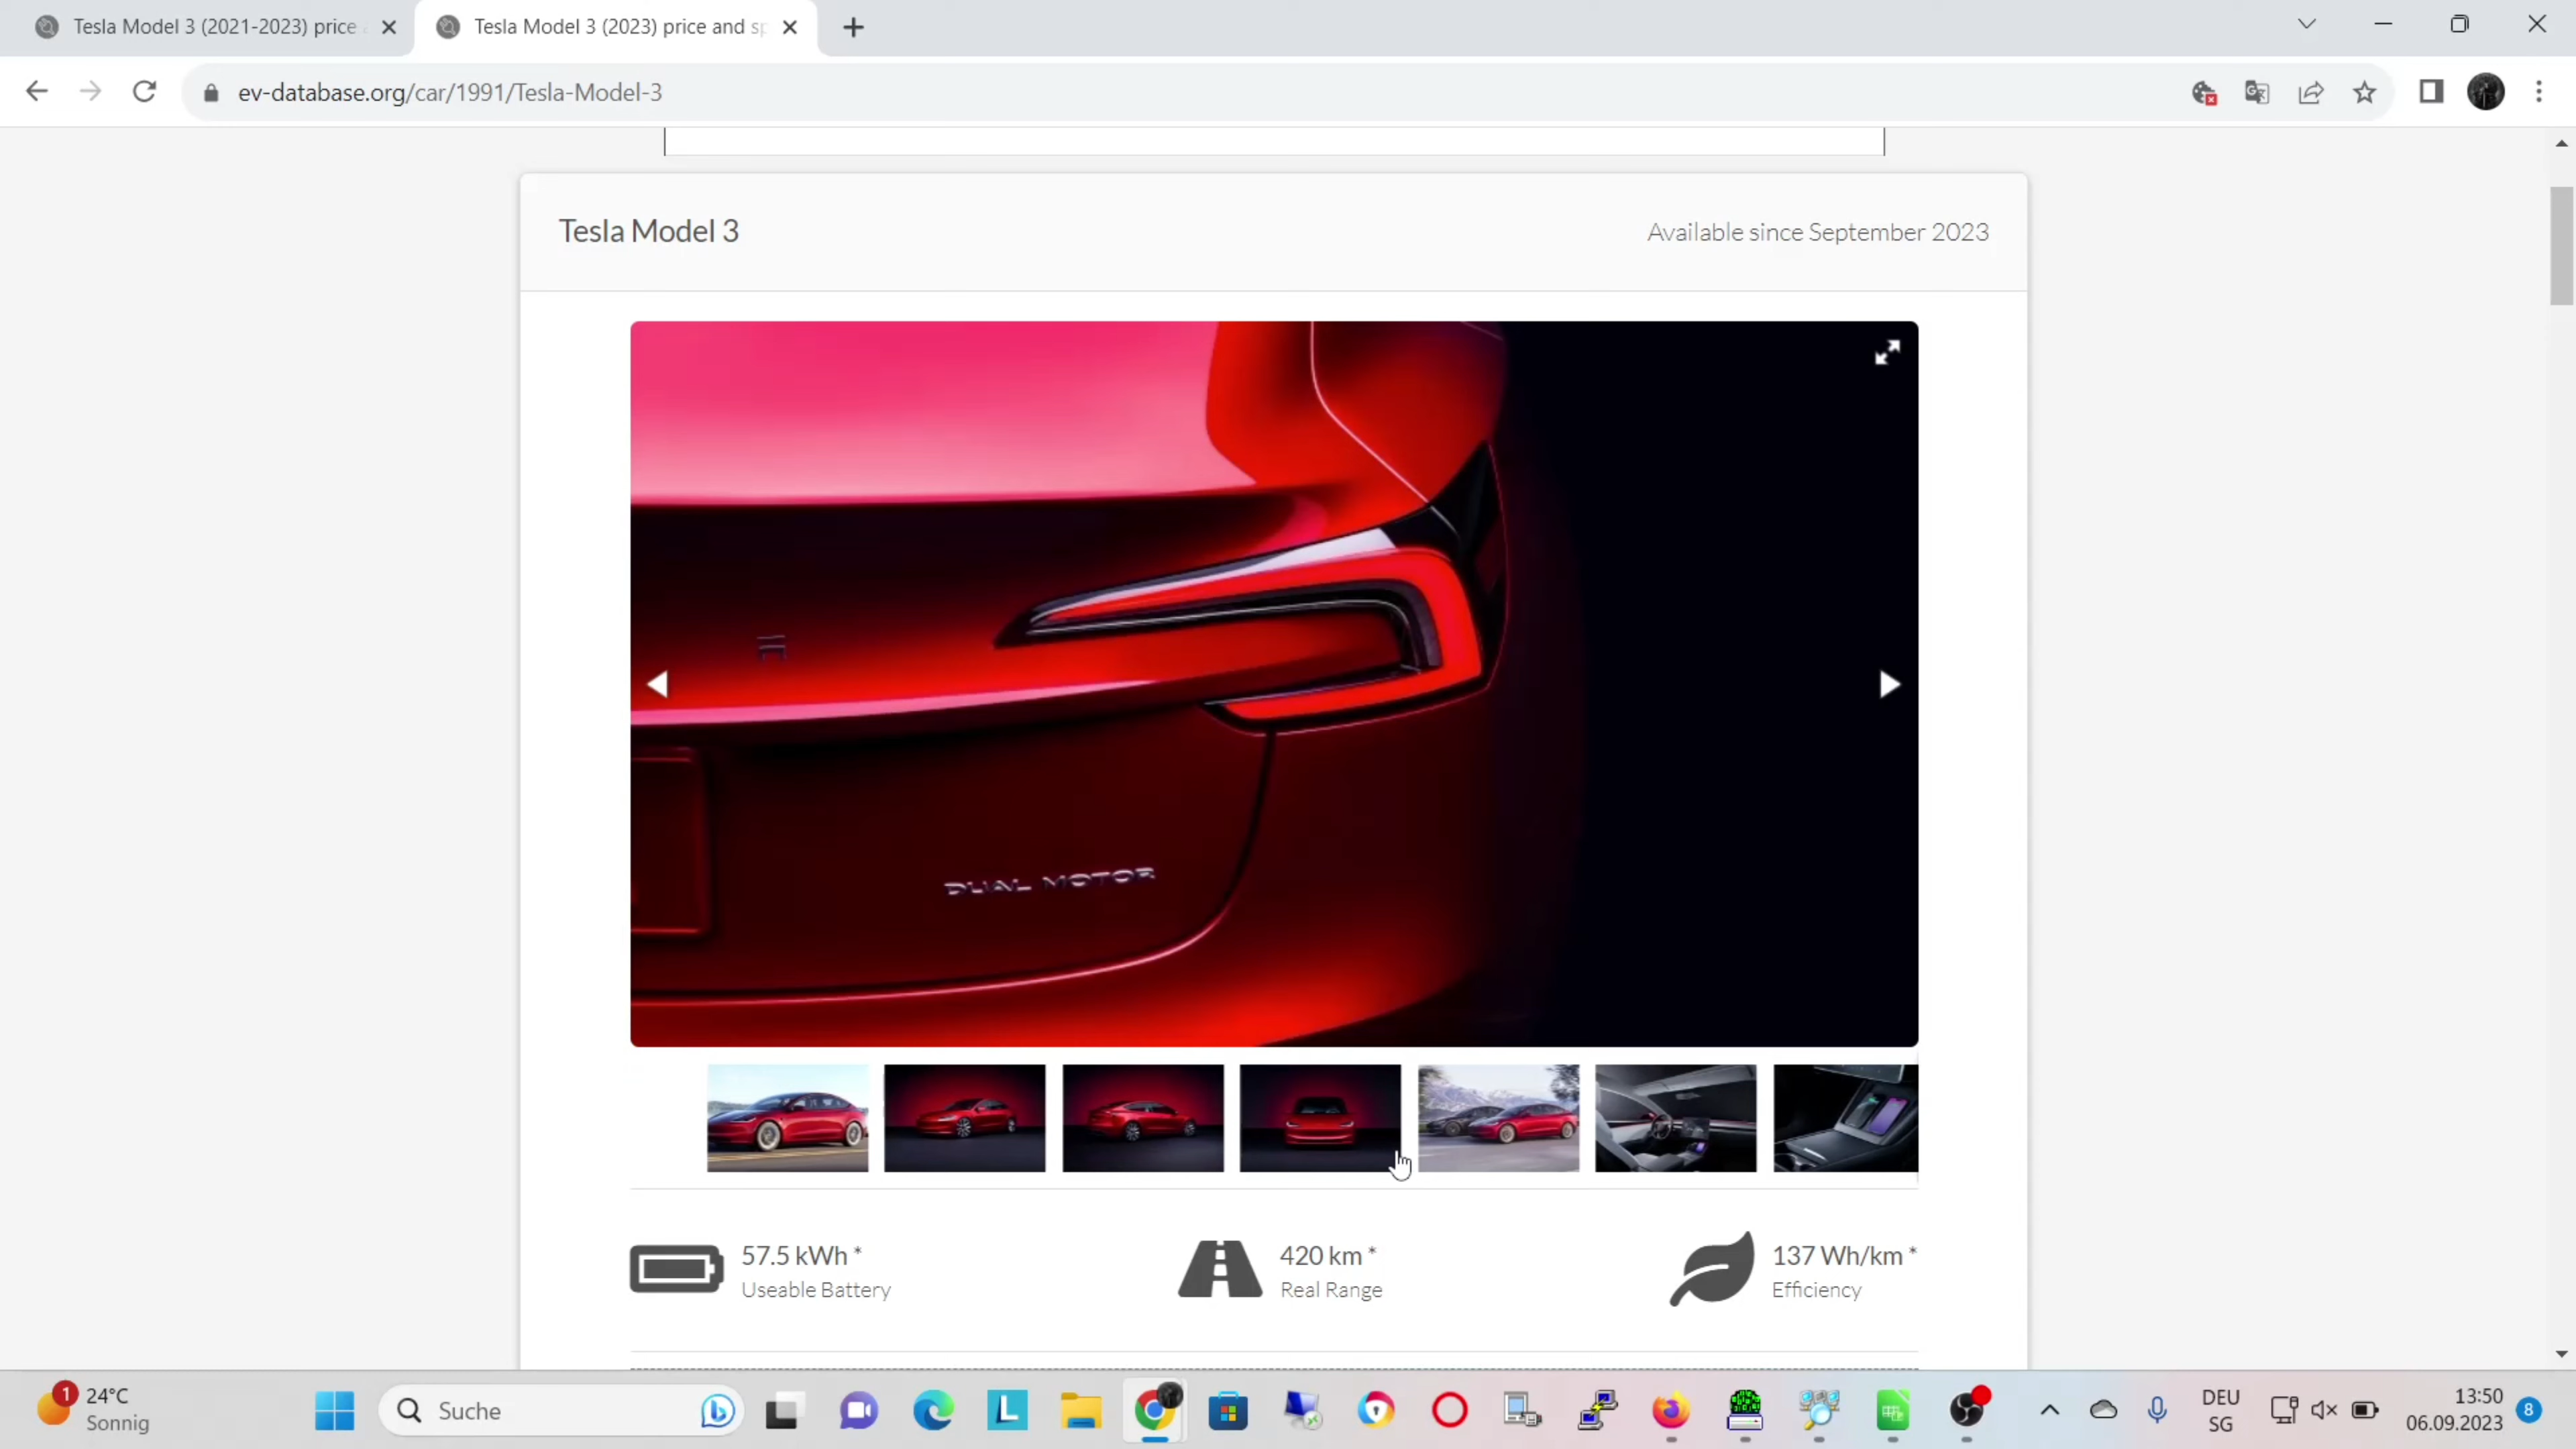 Tesla Model 3 (2021-2023) price
Tesla Model 3 (2023) price and sp
ev-database.org/car/1991/Tesla-Model-3
Tesla Model 3
Available since September 2023
DUAL MOTOR
57.5 kWh *
Useable Battery
420 km *
Real Range
137 Wh/km *
Efficiency
1
24°C
Sonnig
Suche
L
DEU
SG
13:50
06.09.2023
8